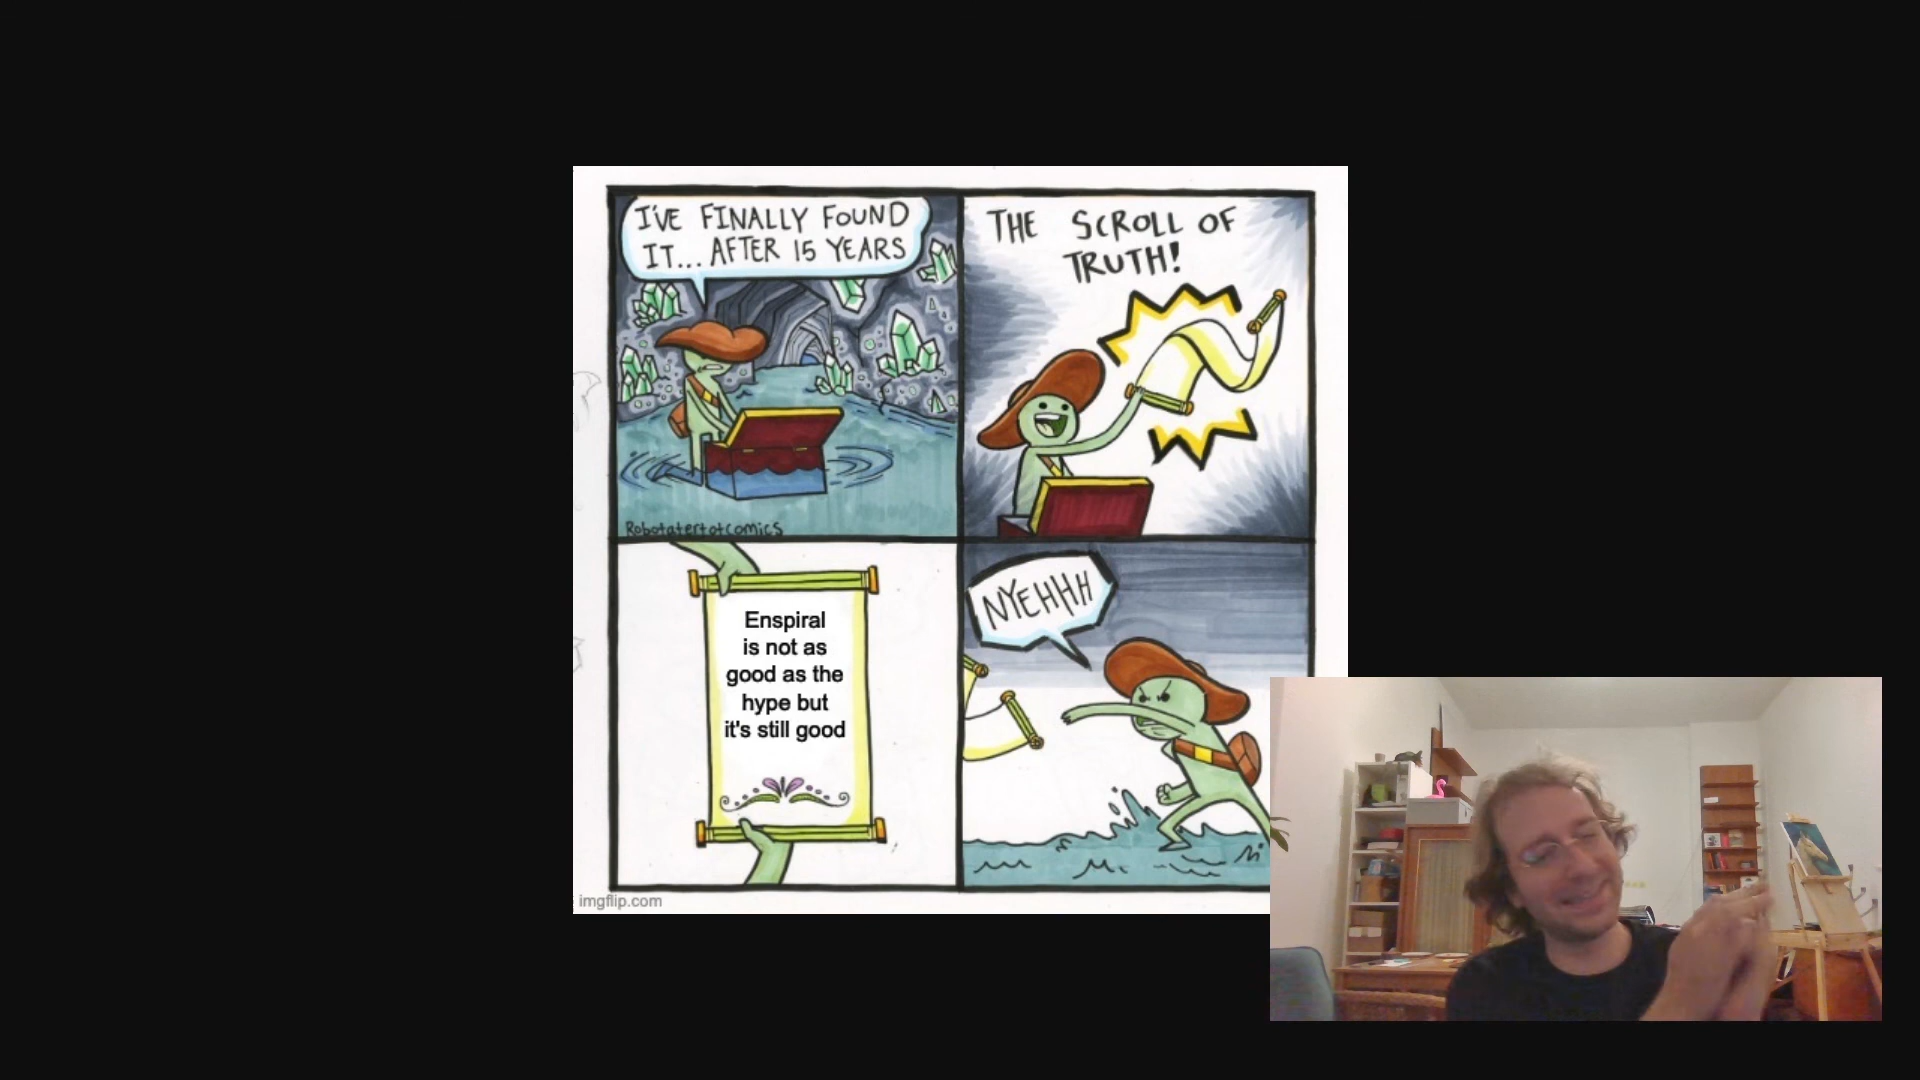 I'VE FINALLY FOUND
IT... AFTER 15 YEARS
THE SCROLL OF
TRUTH!
Robotatertotcomics
Enspiral
is not as
good as the
hype but
it's still good
NYEHHH
imgflip.com